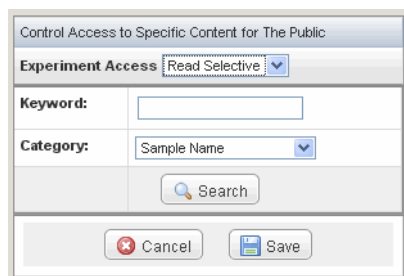 Control Access to Specific Content for The Public
Experiment Access Read Selective
Keyword:
Category: Sample Name
Search
Cancel Save